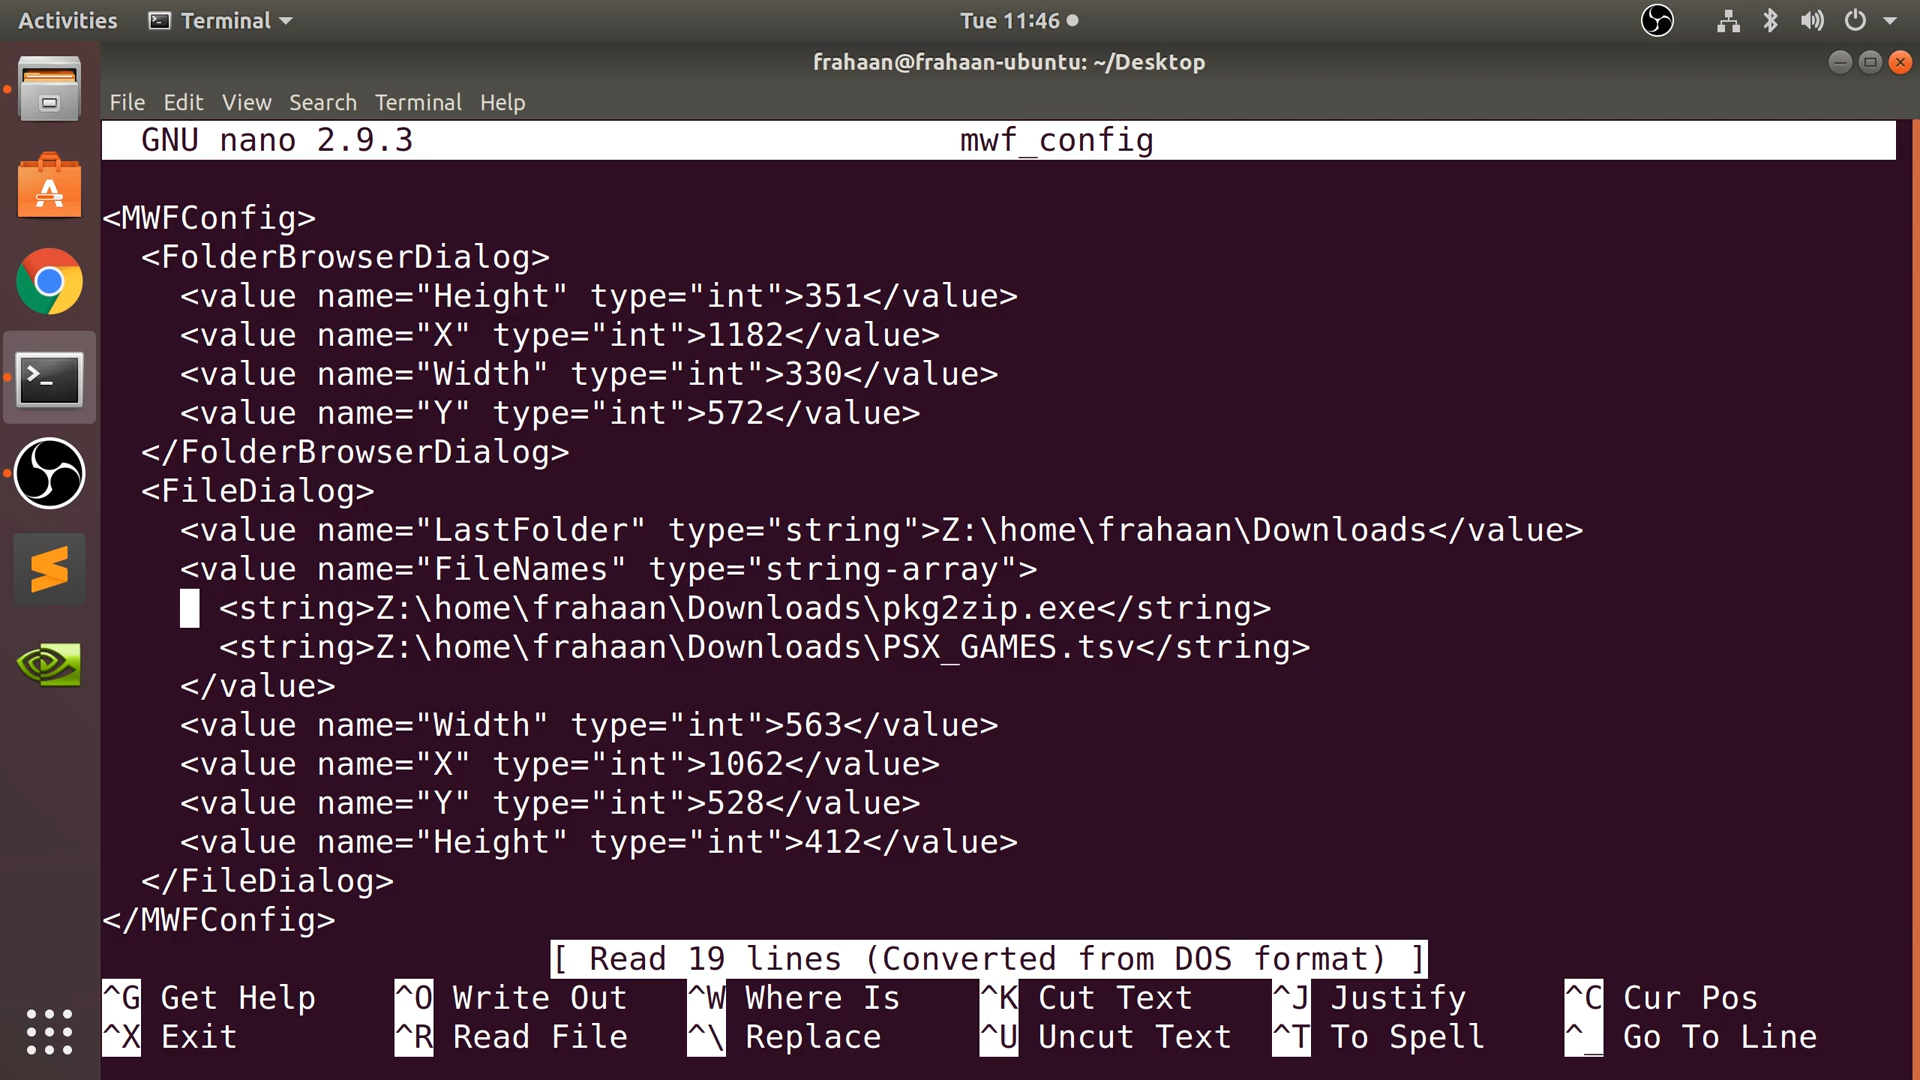 Activities Terminal Tue 11:46
frahaan@frahaan-ubuntu: ~/Desktop
File Edit View Search Terminal Help
GNU nano 2.9.3 mwf_config
<MWFConfig>
<FolderBrowserDialog>
<value name="Height" type="int">351</value>
<value name="X" type="int">1182</value>
<value name="Width" type="int">330</value>
<value name="Y" type="int">572</value>
</FolderBrowserDialog>
<FileDialog>
<value name="LastFolder" type="string">Z:\home\frahaan\Downloads</value>
<value name="FileNames" type="string-array">
<string>Z:\home\frahaan\Downloads\pkg2zip.exe</string>
<string>Z:\home\frahaan\Downloads\PSX_GAMES.tsv</string>
</value>
<value name="Width" type="int">563</value>
<value name="X" type="int">1062</value>
<value name="Y" type="int">528</value>
<value name="Height" type="int">412</value>
</FileDialog>
</MWFConfig>
[ Read 19 lines (Converted from DOS format) ]
^G Get Help ^O Write Out ^W Where Is ^K Cut Text ^J Justify ^C Cur Pos
^X Exit ^R Read File ^\ Replace ^U Uncut Text ^T To Spell ^_ Go To Line